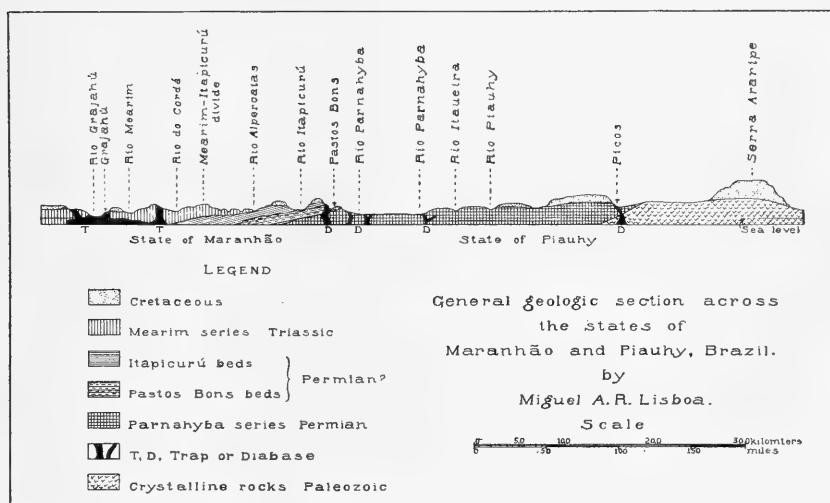 Rio Grajahú
Grajahú
Rio Mearim
Rio do Cordá
Mearim-Itapicurú
divide
Rio Alpercatas
Rio Itapicurú
Pastos Bons
Rio Parnahyba
Rio Parnahyba
Rio Itaueira
Rio Piauhy
Picos
Serra Araripe
T T D D D D Sea level
State of Maranhão State of Piauhy
LEGEND
Cretaceous
Mearim series Triassic
Itapicurú beds
Pastos Bons beds
Permian?
Parnahyba series Permian
T, D, Trap or Diabase
Crystalline rocks Paleozoic
General geologic section across
the states of
Maranhão and Piauhy, Brazil.
by
Miguel A. R. Lisboa.
Scale
0 50 100 200 300 kilomters
0 50 100 150 miles